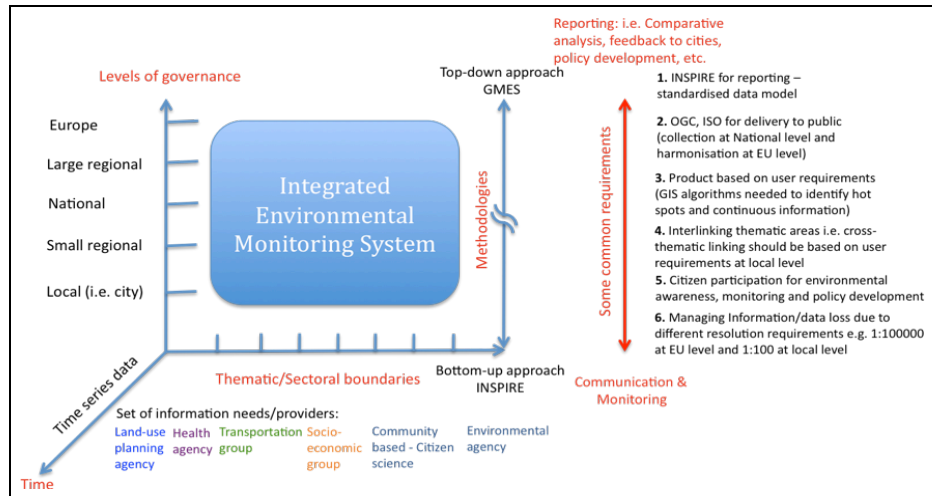 Reporting: i.e. Comparative
analysis, feedback to cities,
policy development, etc.
Levels of governance
Top-down approach
GMES
Europe
Large regional
National
Small regional
Local (i.e. city)
Integrated
Environmental
Monitoring System
Methodologies
Some common requirements
1. INSPIRE for reporting –
standardised data model
2. OGC, ISO for delivery to public
(collection at National level and
harmonisation at EU level)
3. Product based on user requirements
(GIS algorithms needed to identify hot
spots and continuous information)
4. Interlinking thematic areas i.e. cross-
thematic linking should be based on user
requirements at local level
5. Citizen participation for environmental
awareness, monitoring and policy development
6. Managing Information/data loss due to
different resolution requirements e.g. 1:100000
at EU level and 1:100 at local level
Thematic/Sectoral boundaries
Bottom-up approach
INSPIRE
Communication &
Monitoring
Time series data
Time
Set of information needs/providers:
Land-use
planning
agency
Health
agency
Transportation
group
Socio-
economic
group
Community
based - Citizen
science
Environmental
agency